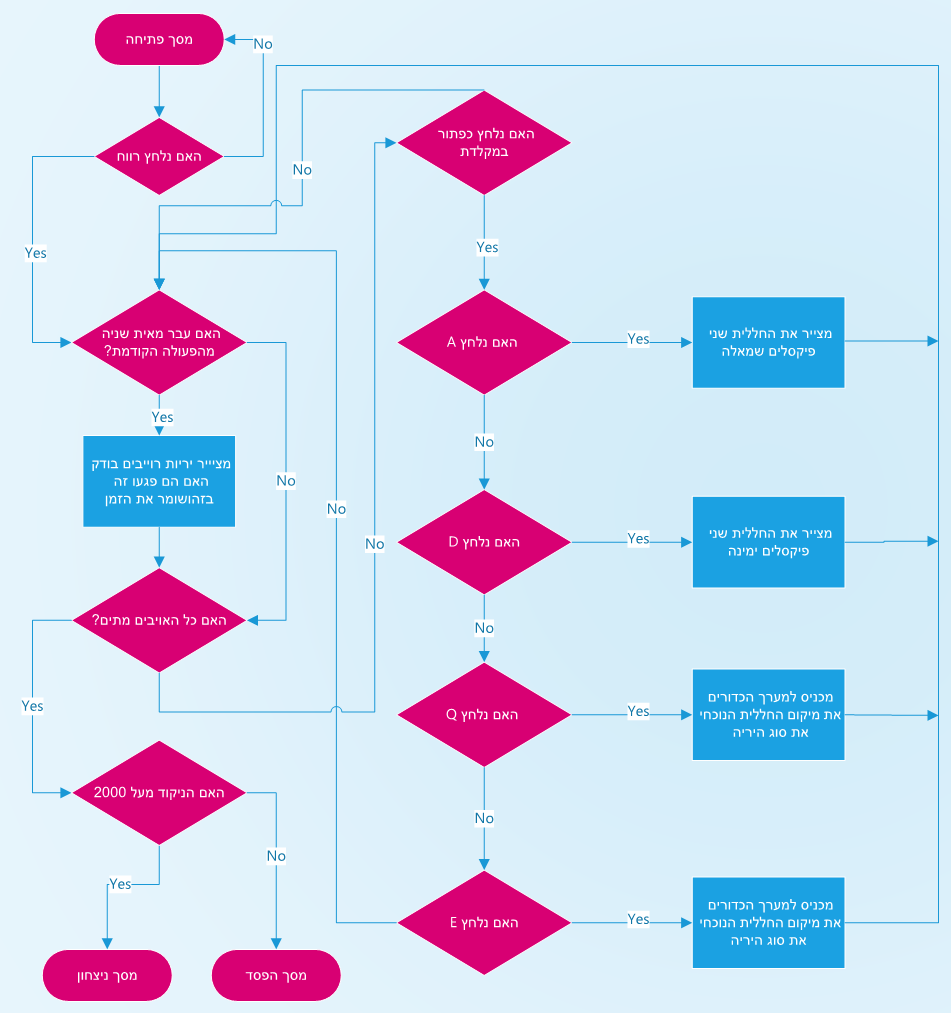 מסך פתיחה
No
האם נלחץ רווח
Yes
No
האם נלחץ כפתור
במקלדת
Yes
האם עבר מאית שניה
מהפעולה הקודמת?
Yes
No
מציייר יריות רוייבים בודק
האם הם פגעו זה
בזהושומר את הזמן
האם כל האויבים מתים?
Yes
No
No
האם הניקוד מעל 2000
Yes
No
מסך ניצחון
מסך הפסד
האם נלחץ A
Yes
מצייר את החללית שני
פיקסלים שמאלה
No
האם נלחץ D
Yes
מצייר את החללית שני
פיקסלים ימינה
No
האם נלחץ Q
Yes
מכניס למערך הכדורים
את מיקום החללית הנוכחי
את סוג היריה
No
האם נלחץ E
Yes
מכניס למערך הכדורים
את מיקום החללית הנוכחי
את סוג היריה